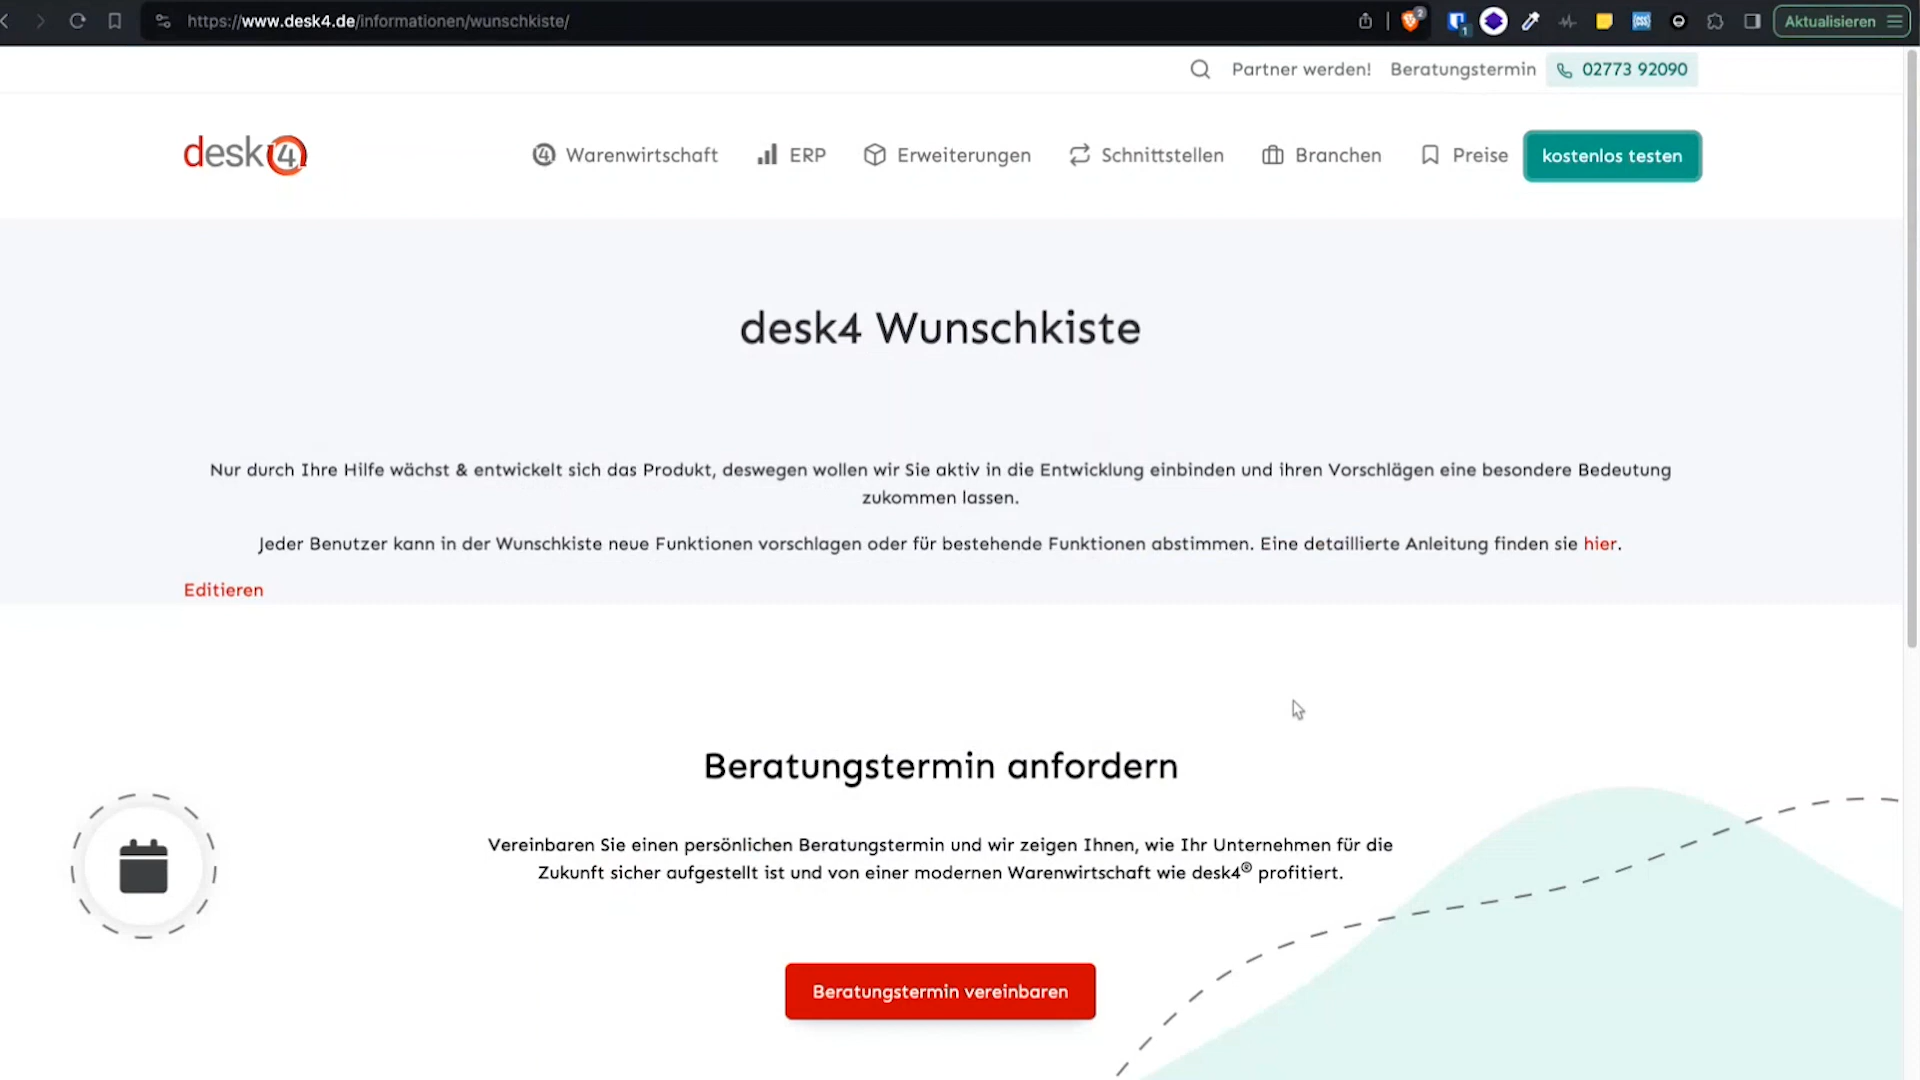 https://www.desk4.de/informationen/wunschkiste/
2
1
Aktualisieren
Partner werden!
Beratungstermin
02773 92090
desk4
Warenwirtschaft
ERP
Erweiterungen
Schnittstellen
Branchen
Preise
kostenlos testen
desk4 Wunschkiste
Nur durch Ihre Hilfe wächst & entwickelt sich das Produkt, deswegen wollen wir Sie aktiv in die Entwicklung einbinden und ihren Vorschlägen eine besondere Bedeutung
zukommen lassen.
Jeder Benutzer kann in der Wunschkiste neue Funktionen vorschlagen oder für bestehende Funktionen abstimmen. Eine detaillierte Anleitung finden sie hier.
Editieren
Beratungstermin anfordern
Vereinbaren Sie einen persönlichen Beratungstermin und wir zeigen Ihnen, wie Ihr Unternehmen für die
Zukunft sicher aufgestellt ist und von einer modernen Warenwirtschaft wie desk4® profitiert.
Beratungstermin vereinbaren